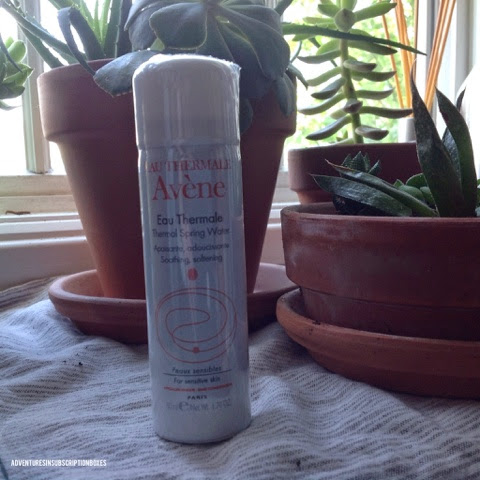 EAU THERMALE
Avène
Eau Thermale
Thermal Spring Water
Apaisante, adoucissante
Soothing, softening
Peaux sensibles
For sensitive skin
PARIS
ADVENTURESINSUBSCRIPTIONBOXES